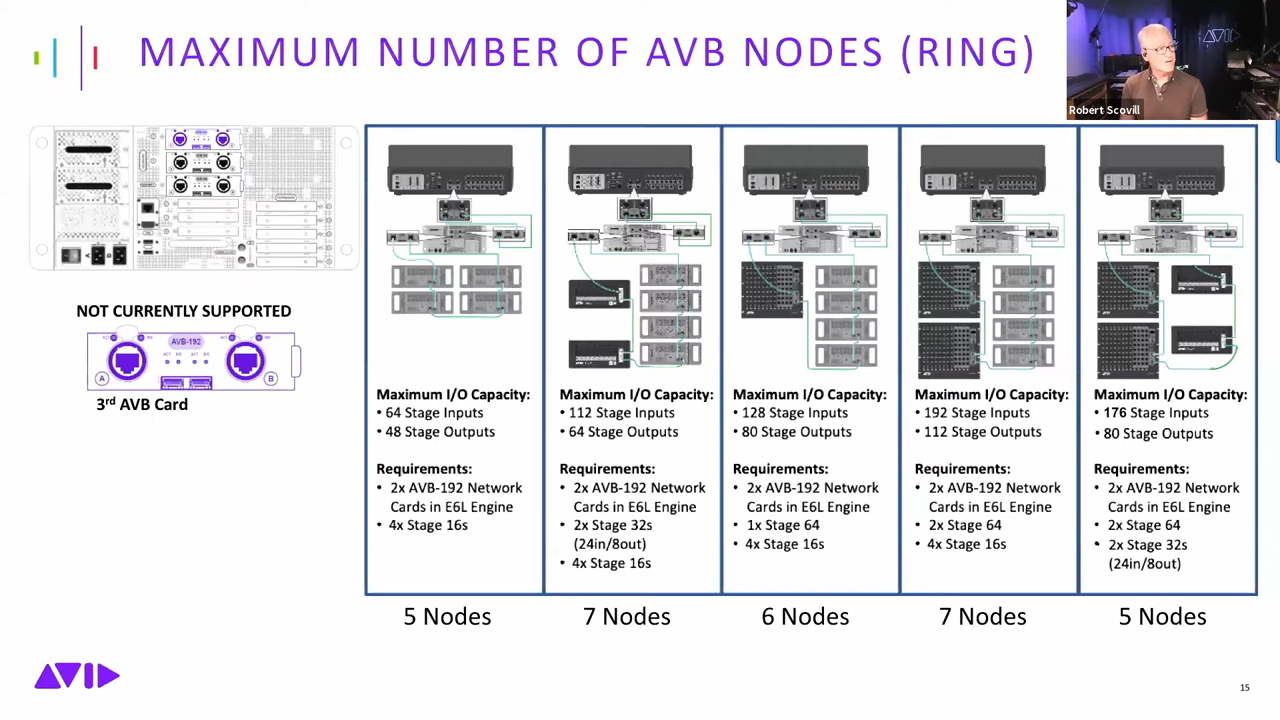 MAXIMUM NUMBER OF AVB NODES (RING)
AVID
Robert Scovill
NOT CURRENTLY SUPPORTED
AVB-192
A
B
3rd AVB Card
Maximum I/O Capacity:
• 64 Stage Inputs
• 48 Stage Outputs
Requirements:
• 2x AVB-192 Network
Cards in E6L Engine
• 4x Stage 16s
5 Nodes
Maximum I/O Capacity:
• 112 Stage Inputs
• 64 Stage Outputs
Requirements:
• 2x AVB-192 Network
Cards in E6L Engine
• 2x Stage 32s
(24in/8out)
• 4x Stage 16s
7 Nodes
Maximum I/O Capacity:
• 128 Stage Inputs
• 80 Stage Outputs
Requirements:
• 2x AVB-192 Network
Cards in E6L Engine
• 1x Stage 64
• 4x Stage 16s
6 Nodes
Maximum I/O Capacity:
• 192 Stage Inputs
• 112 Stage Outputs
Requirements:
• 2x AVB-192 Network
Cards in E6L Engine
• 2x Stage 64
• 4x Stage 16s
7 Nodes
Maximum I/O Capacity:
• 176 Stage Inputs
• 80 Stage Outputs
Requirements:
• 2x AVB-192 Network
Cards in E6L Engine
• 2x Stage 64
• 2x Stage 32s
(24in/8out)
5 Nodes
AVID
15